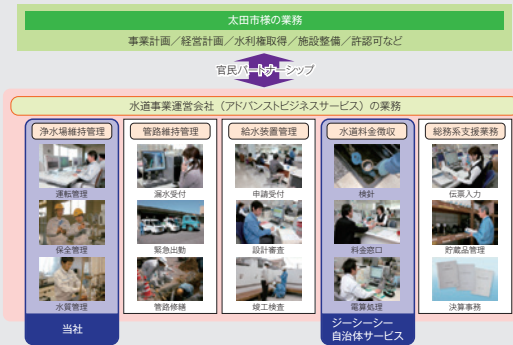 太田市様の業務
事業計画／経営計画／水利権取得／施設整備／許認可など
官民パートナーシップ
水道事業運営会社（アドバンストビジネスサービス）の業務
浄水場維持管理
運転管理
保全管理
水質管理
当社
管路維持管理
漏水受付
緊急出動
管路修繕
給水装置管理
申請受付
設計審査
竣工検査
水道料金徴収
検針
料金窓口
電算処理
ジーシーシー
自治体サービス
総務系支援業務
伝票入力
貯蔵品管理
決算事務